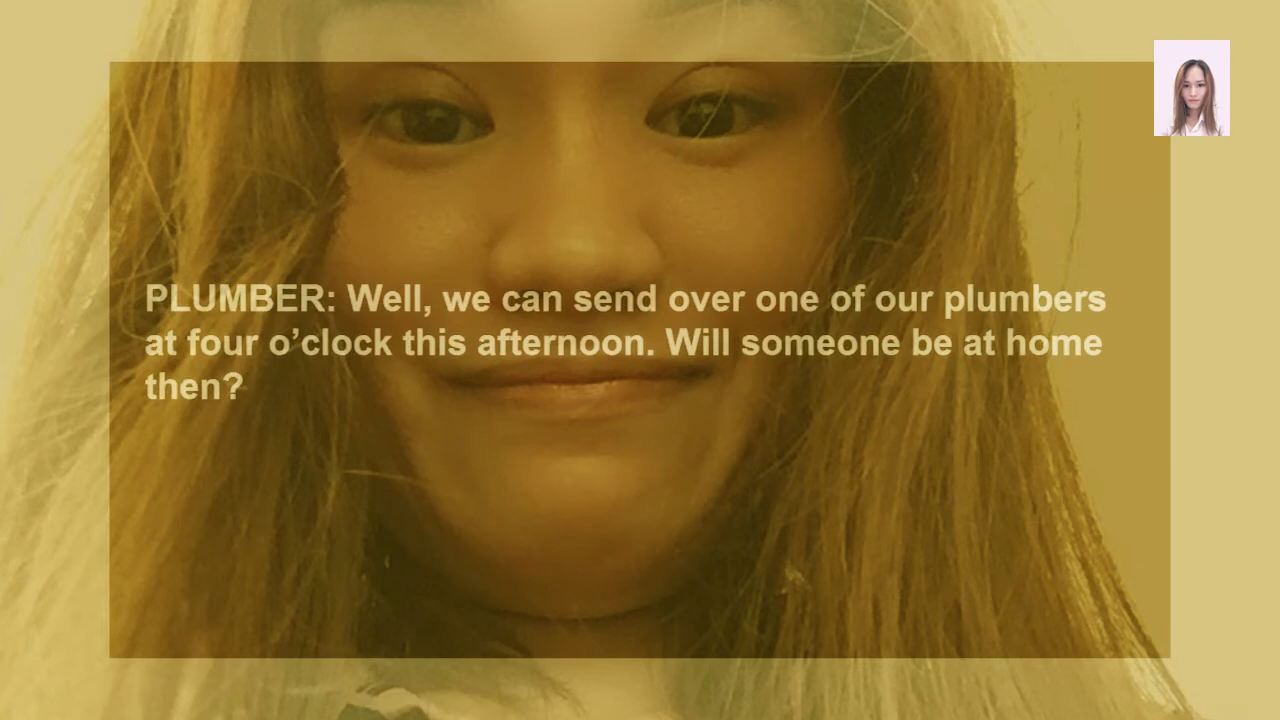 PLUMBER: Well, we can send over one of our plumbers
at four o’clock this afternoon. Will someone be at home
then?